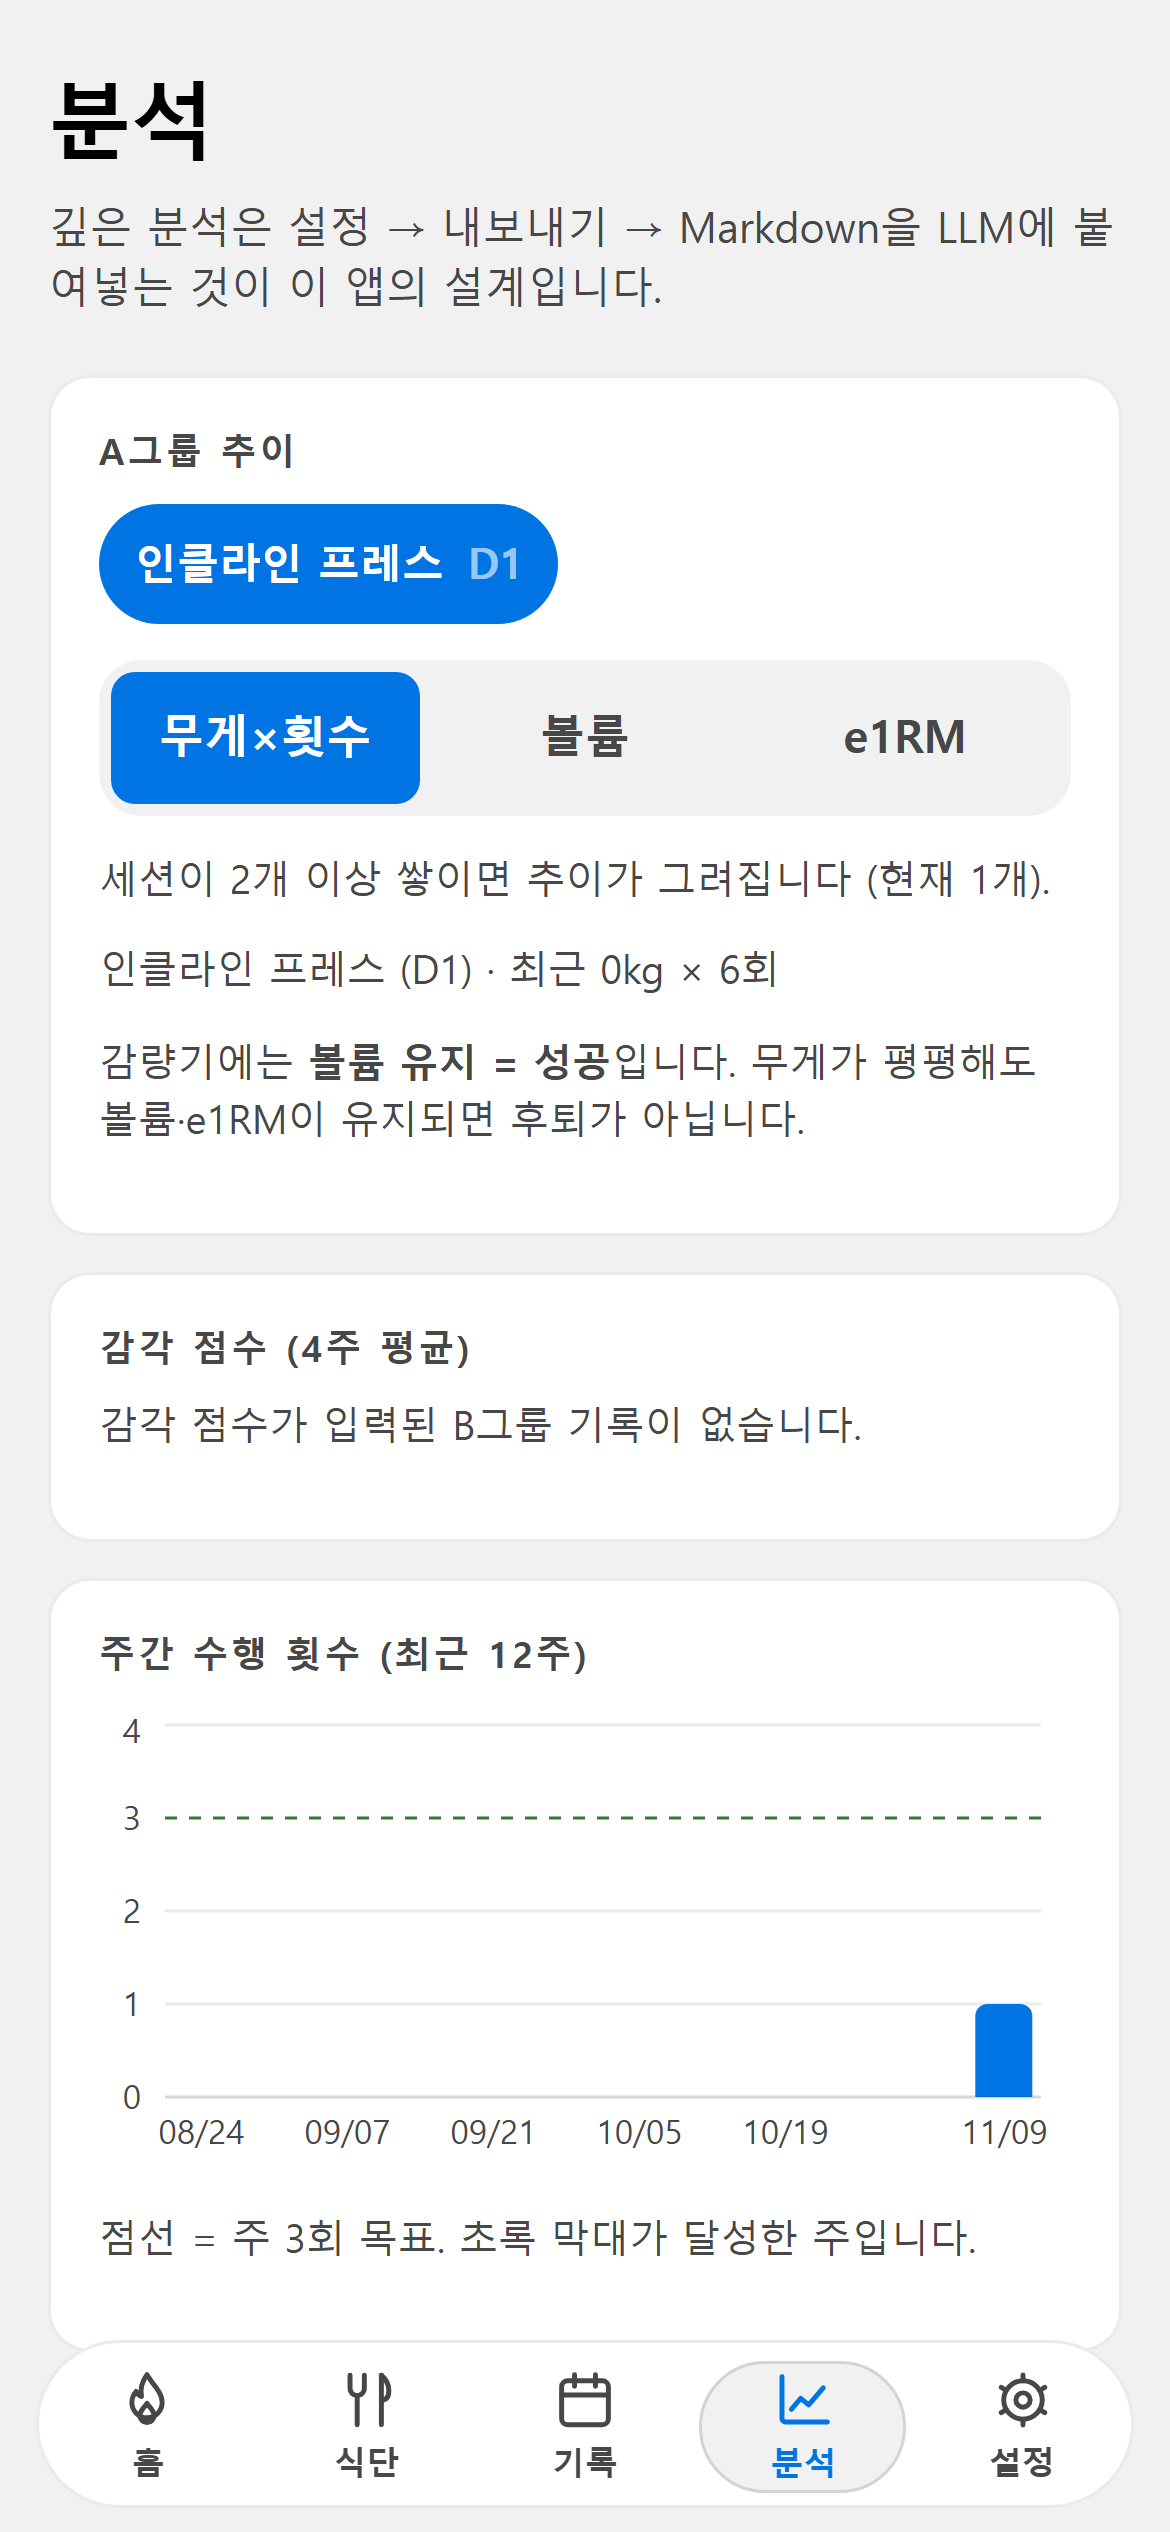 분석
깊은 분석은 설정 → 내보내기 → Markdown을 LLM에 붙
여넣는 것이 이 앱의 설계입니다.
A그룹 추이
인클라인 프레스 D1
무게×횟수 볼륨 e1RM
세션이 2개 이상 쌓이면 추이가 그려집니다 (현재 1개).
인클라인 프레스 (D1) · 최근 0kg × 6회
감량기에는 볼륨 유지 = 성공입니다. 무게가 평평해도
볼륨·e1RM이 유지되면 후퇴가 아닙니다.
감각 점수 (4주 평균)
감각 점수가 입력된 B그룹 기록이 없습니다.
주간 수행 횟수 (최근 12주)
4
3
2
1
0
08/24 09/07 09/21 10/05 10/19 11/09
점선 = 주 3회 목표. 초록 막대가 달성한 주입니다.
홈 식단 기록 분석 설정